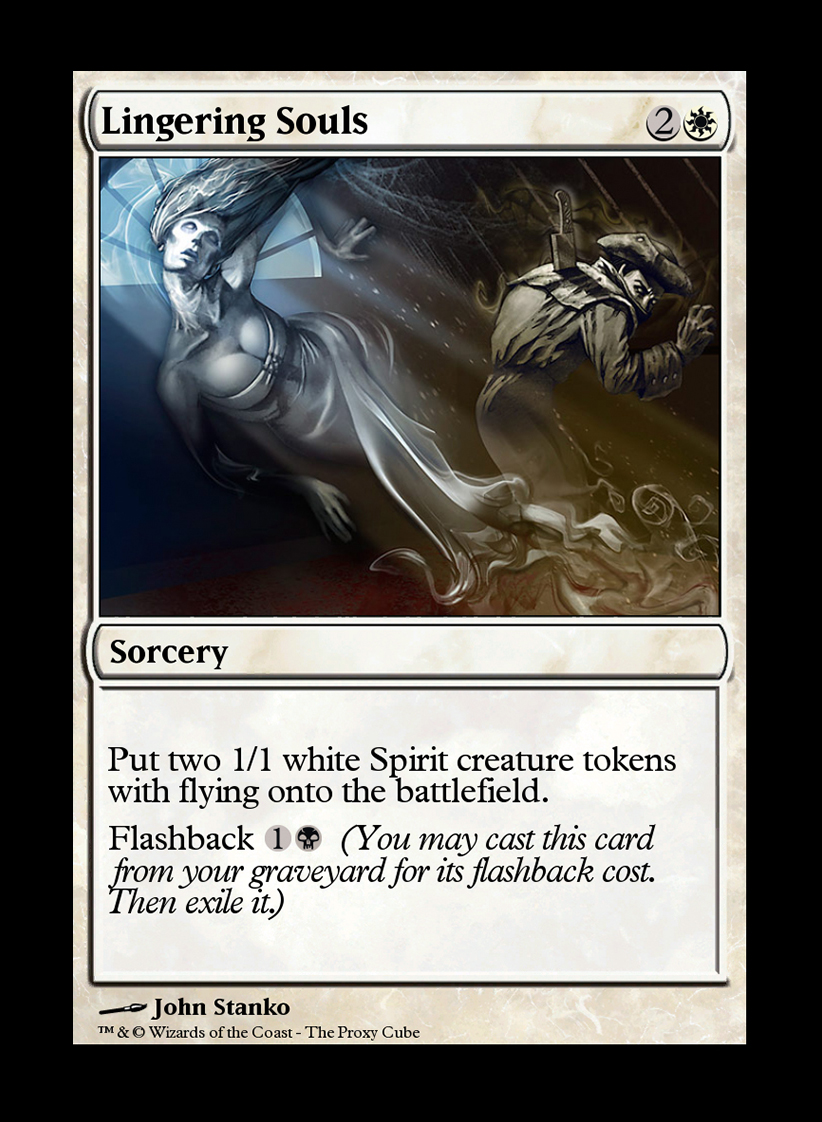 Lingering Souls 2
Sorcery
Put two 1/1 white Spirit creature tokens
with flying onto the battlefield.
Flashback 1 (You may cast this card
from your graveyard for its flashback cost.
Then exile it.)
John Stanko
™ & © Wizards of the Coast - The Proxy Cube